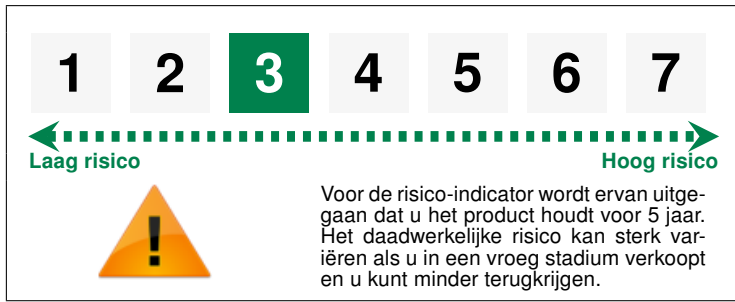 1 2 3 4 5 6 7
Laag risico Hoog risico
!
Voor de risico-indicator wordt ervan uitge-
gaan dat u het product houdt voor 5 jaar.
Het daadwerkelijke risico kan sterk var-
iëren als u in een vroeg stadium verkoopt
en u kunt minder terugkrijgen.